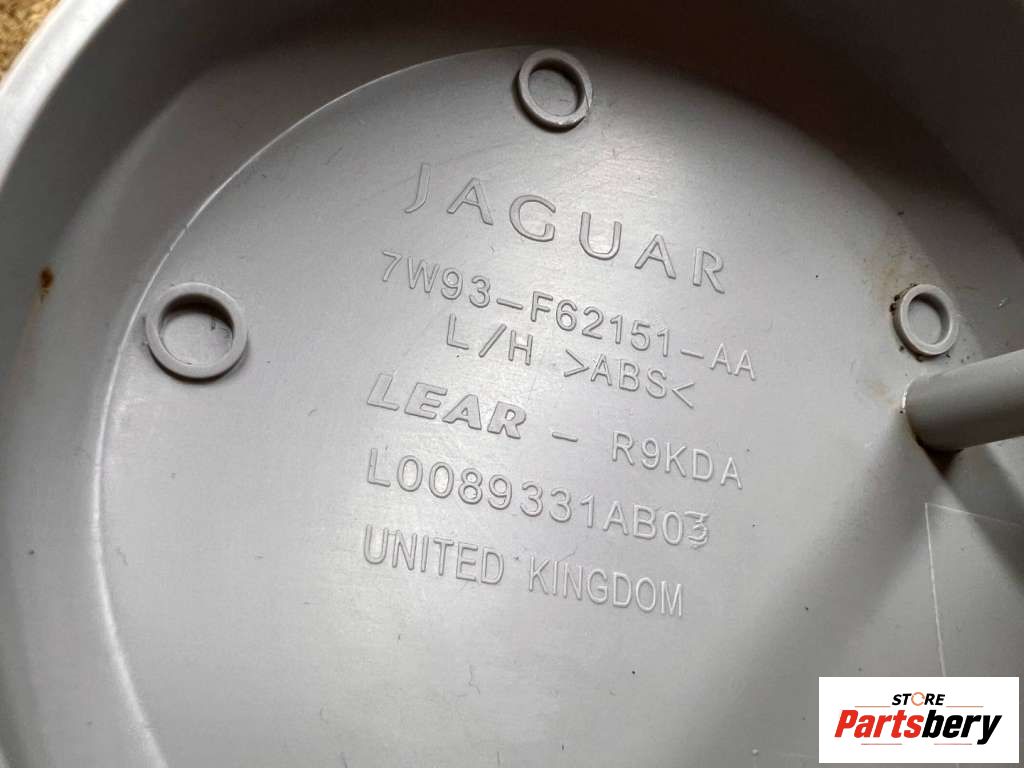 JAGUAR
7W93-F62151-AA
L/H >ABS<
LEAR - R9KDA
L0089331AB03
UNITED KINGDOM
STORE
Partsbery